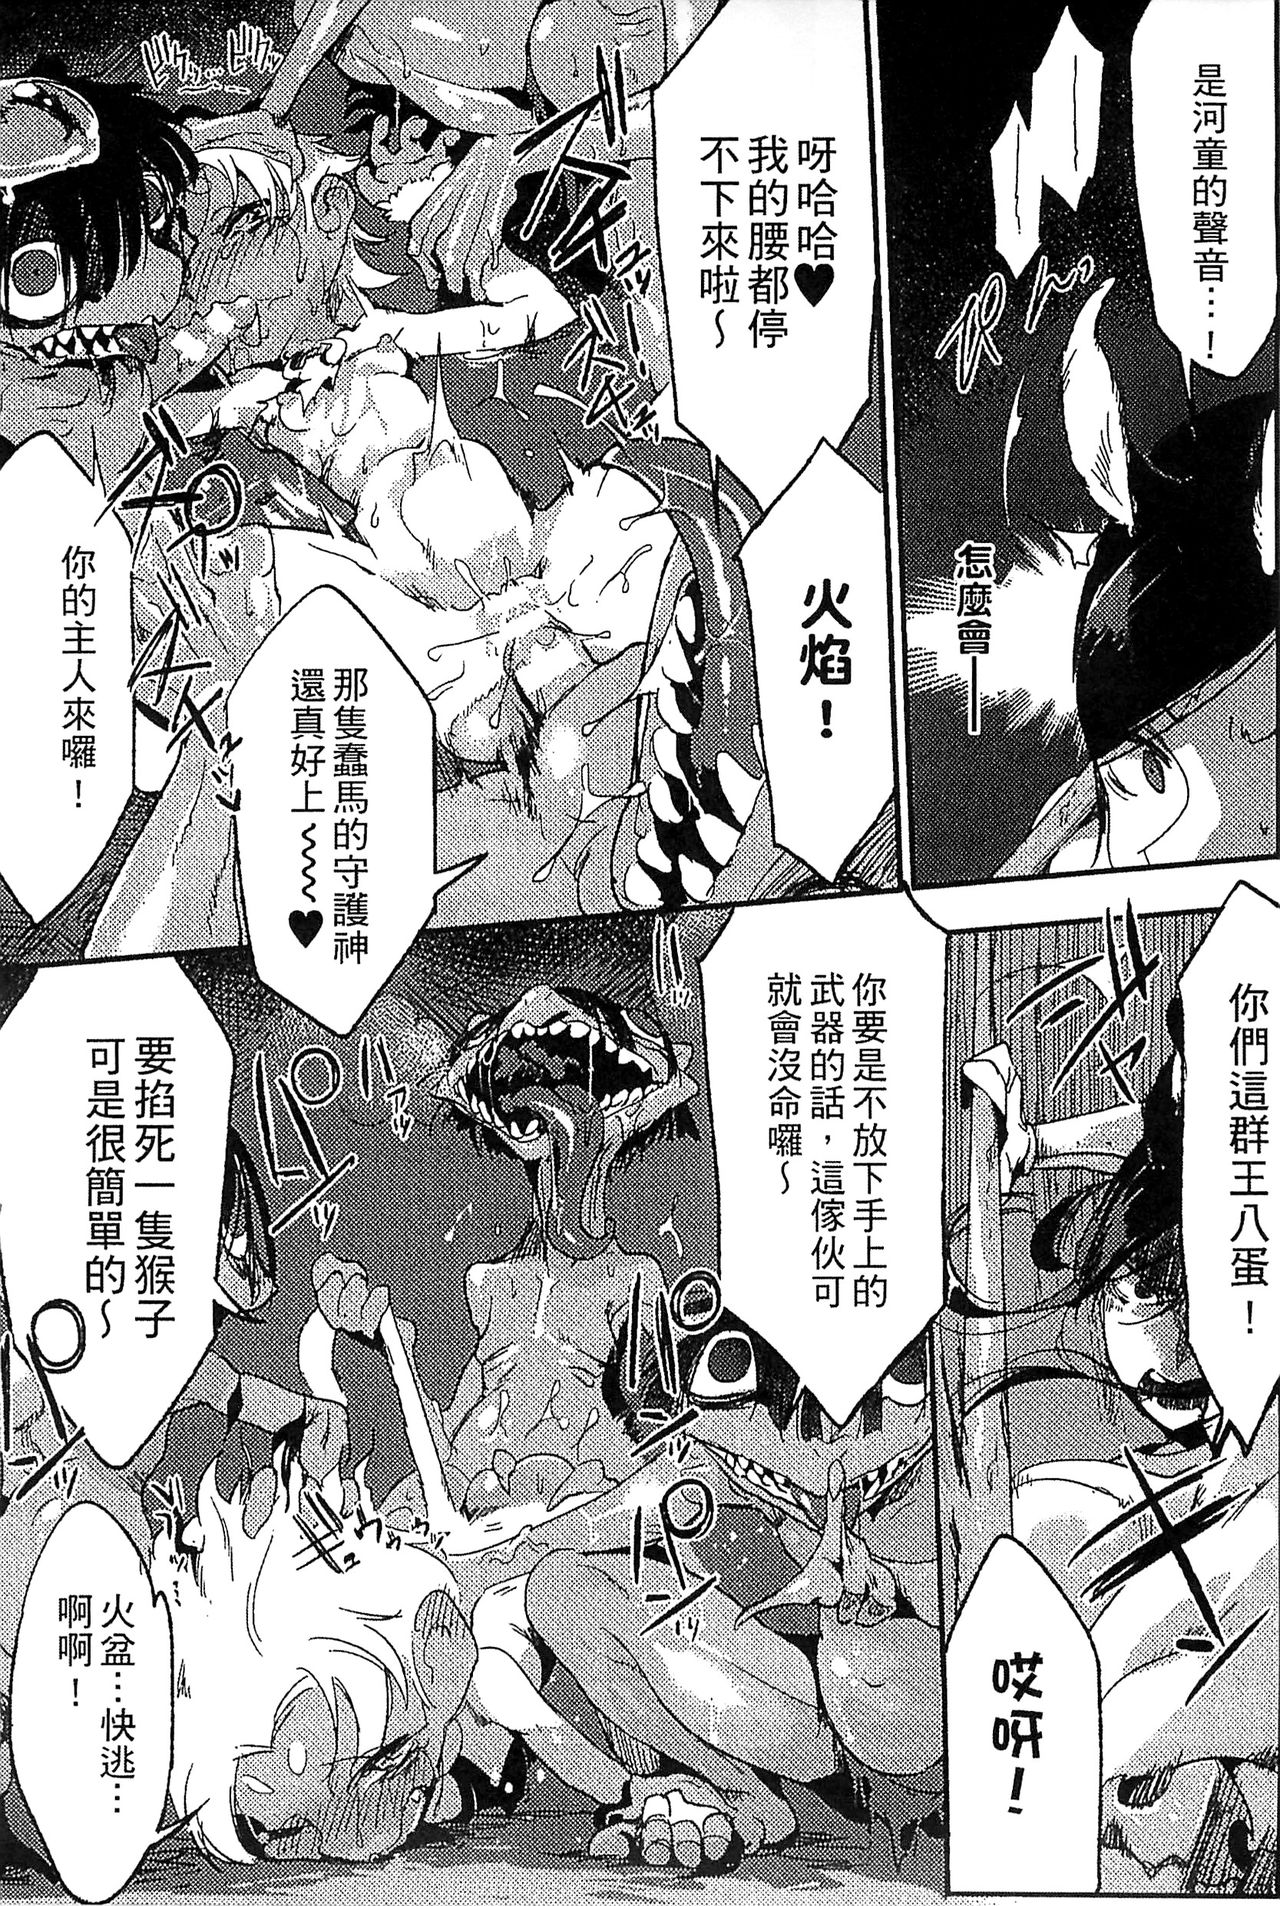 是河童的聲音…！
怎麼會——
呀哈哈♥
我的腰都停
不下來啦～
火焰！
那隻蠢馬的守護神
還真好上～～～♥
你的主人來囉！
你們這群王八蛋！
哎呀！
你要是不放下手上的
武器的話，這傢伙可
就會沒命囉～
要掐死一隻猴子
可是很簡單的～
火盆…快逃…
啊啊！